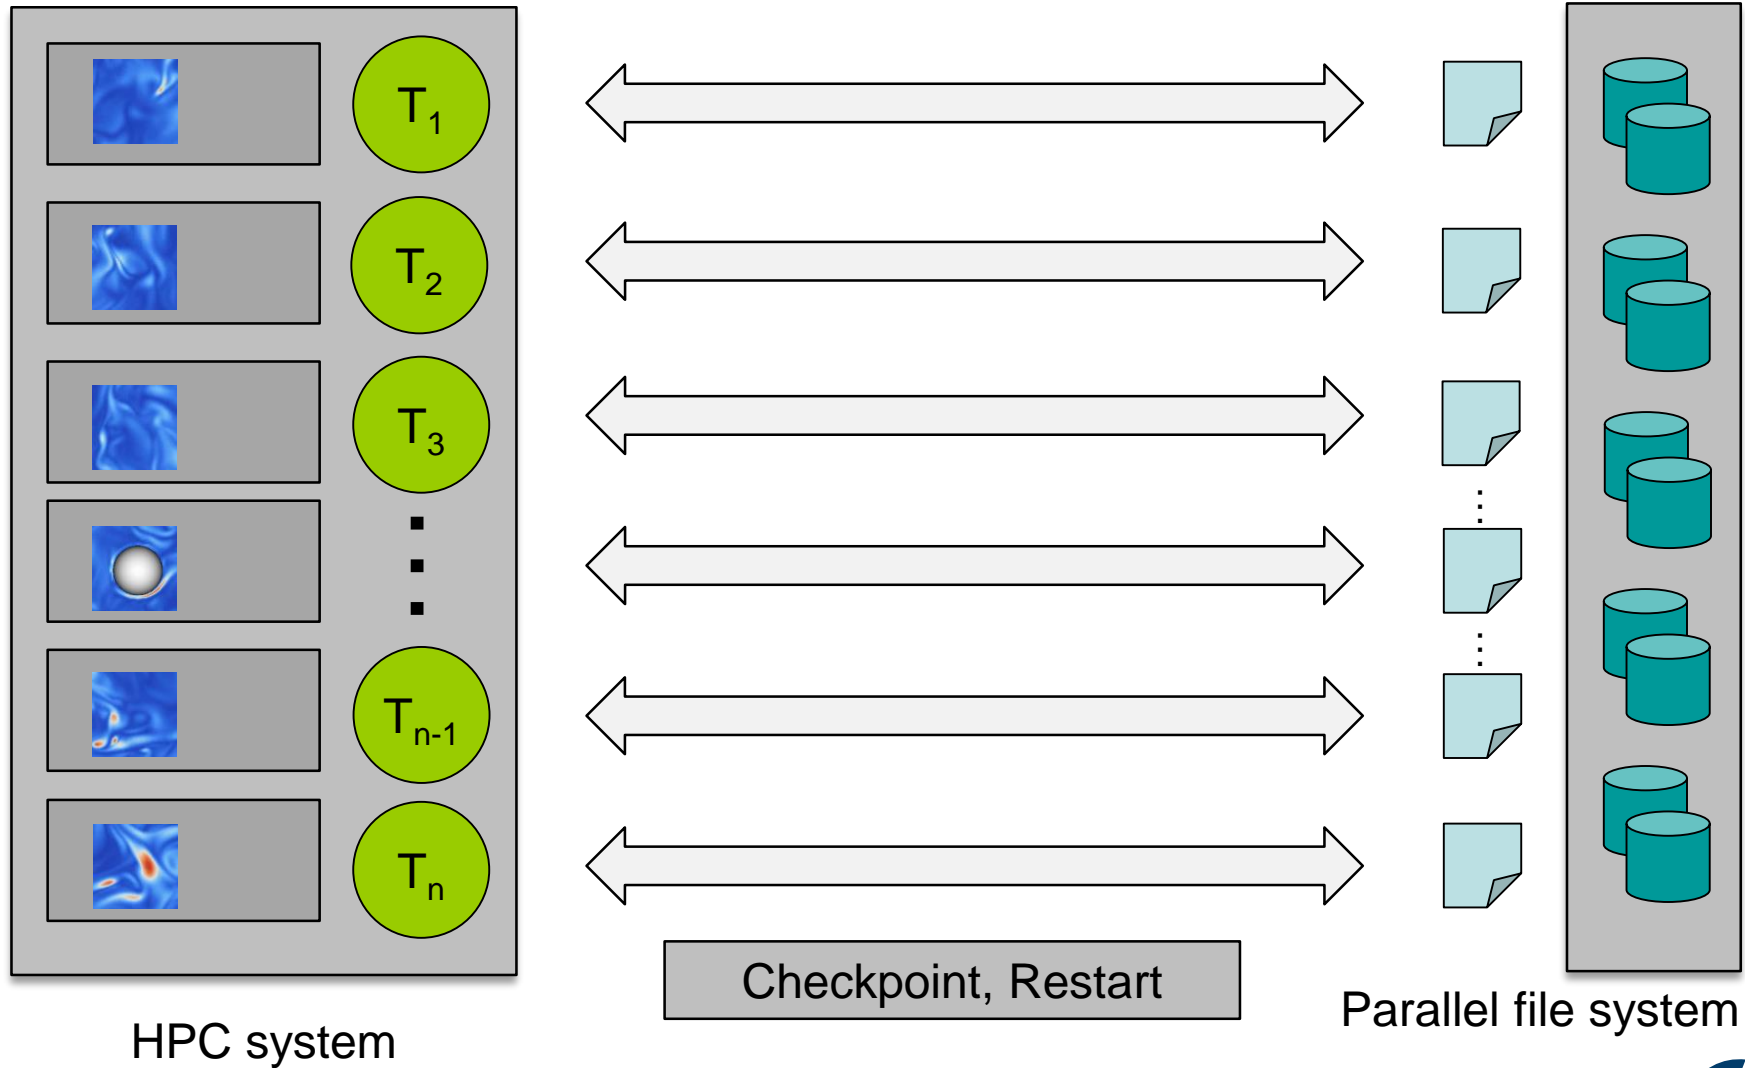 T1
T2
T3
Tn-1
Tn
Checkpoint, Restart
HPC system
Parallel file system